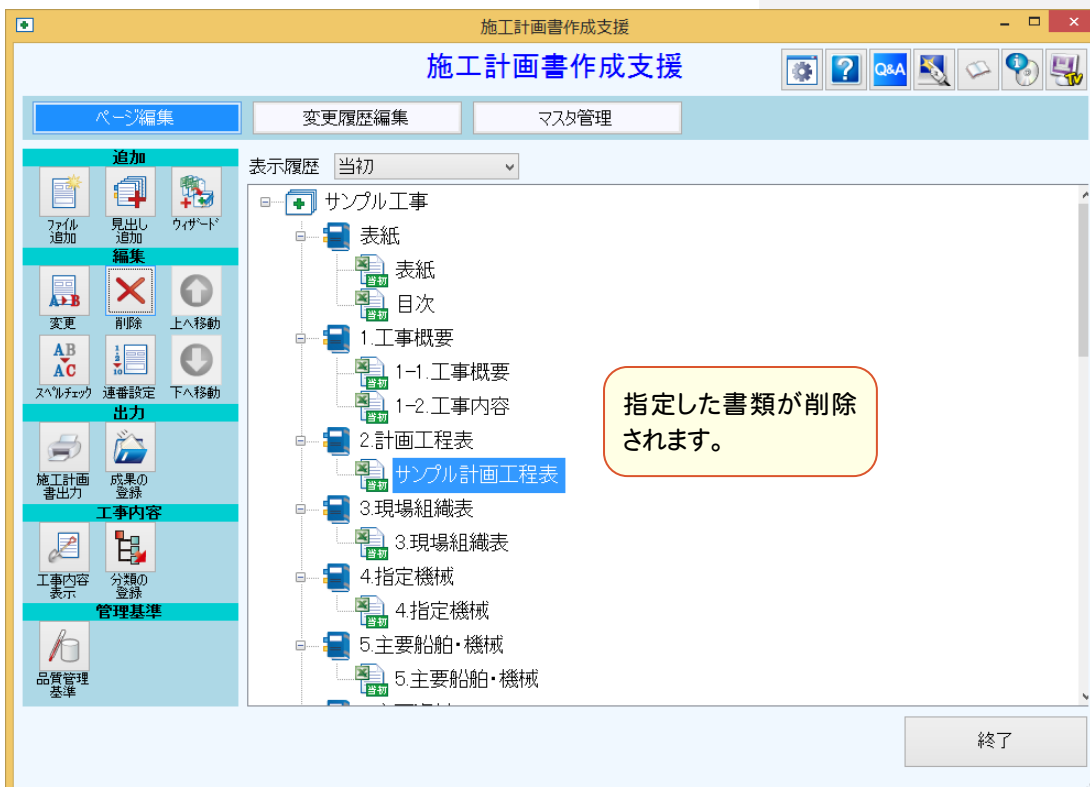 施工計画書作成支援
施工計画書作成支援
Q&A
TV
ページ編集
変更履歴編集
マスタ管理
追加
ファイル
追加
見出し
追加
ウィザード
編集
A▶B
変更
削除
上へ移動
AB
AC
スペルチェック
連番設定
下へ移動
出力
施工計画
書出力
成果の
登録
工事内容
工事内容
表示
分類の
登録
管理基準
品質管理
基準
表示履歴 当初
サンプル工事
表紙
当初 表紙
当初 目次
1.工事概要
当初 1-1.工事概要
当初 1-2.工事内容
2.計画工程表
当初 サンプル計画工程表
3.現場組織表
当初 3.現場組織表
4.指定機械
当初 4.指定機械
5.主要船舶・機械
当初 5.主要船舶・機械
指定した書類が削除
されます。
終了